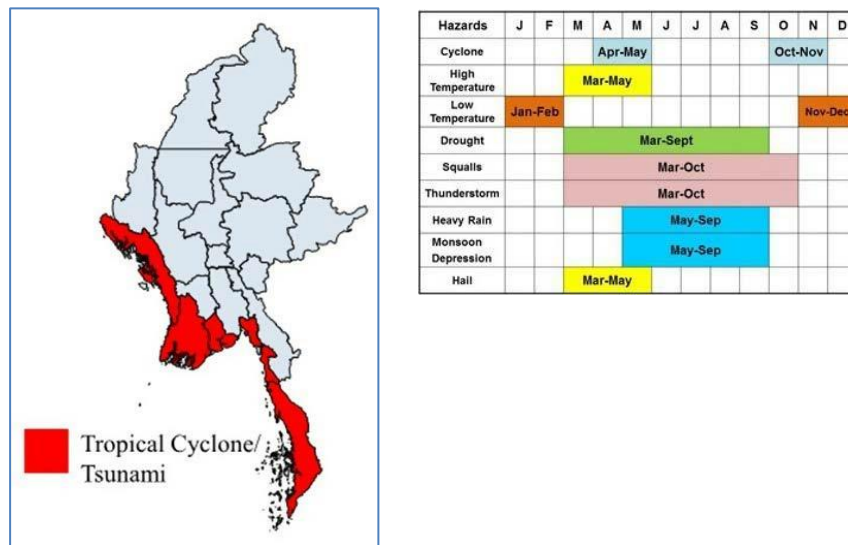 Tropical Cyclone/
Tsunami
Hazards J F M A M J J A S O N D
Cyclone Apr-May Oct-Nov
High
Temperature Mar-May
Low
Temperature Jan-Feb Nov-Dec
Drought Mar-Sept
Squalls Mar-Oct
Thunderstorm Mar-Oct
Heavy Rain May-Sep
Monsoon
Depression May-Sep
Hail Mar-May